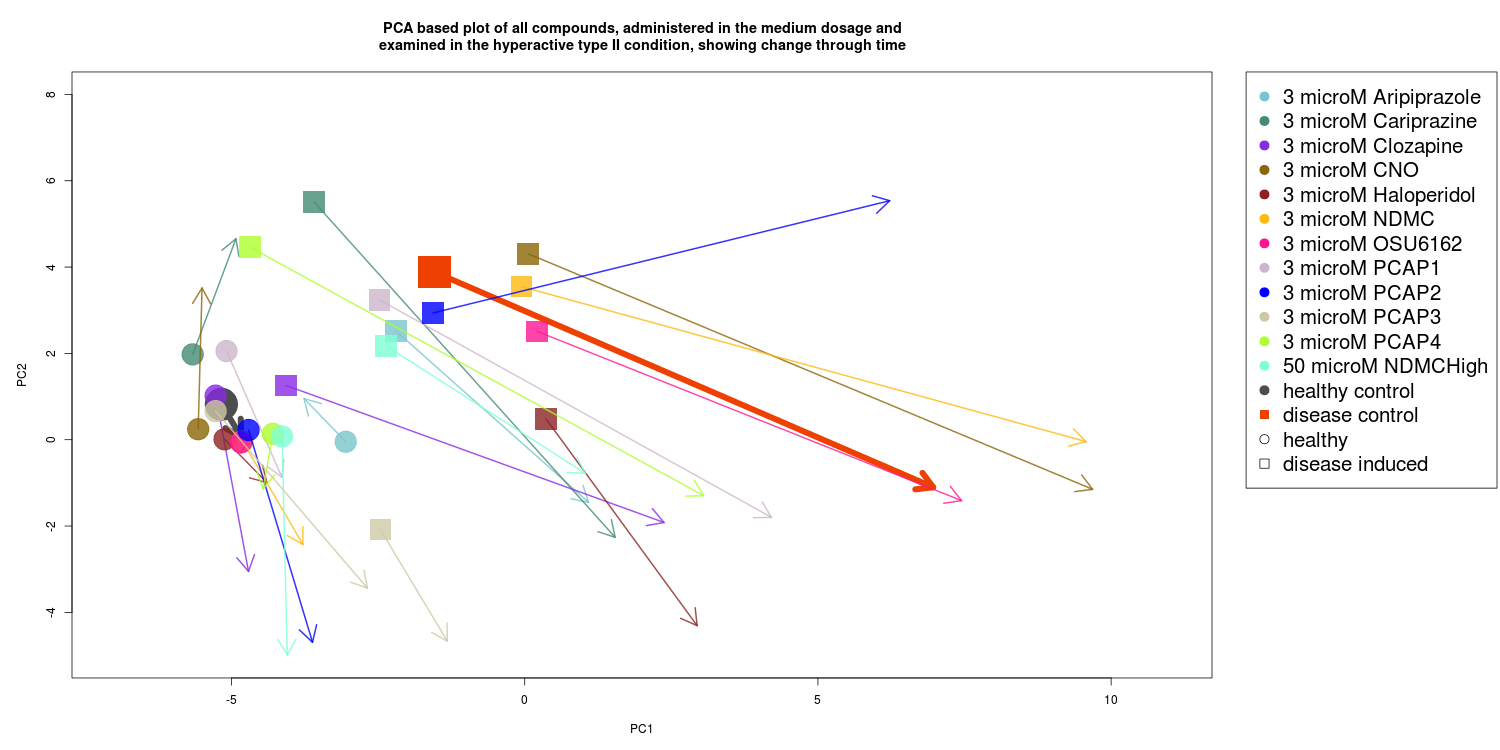 PCA based plot of all compounds, administered in the medium dosage and
examined in the hyperactive type II condition, showing change through time
8
6
4
2
0
-2
-4
PC2
-5
0
5
10
PC1
3 microM Aripiprazole
3 microM Cariprazine
3 microM Clozapine
3 microM CNO
3 microM Haloperidol
3 microM NDMC
3 microM OSU6162
3 microM PCAP1
3 microM PCAP2
3 microM PCAP3
3 microM PCAP4
50 microM NDMCHigh
healthy control
disease control
healthy
disease induced